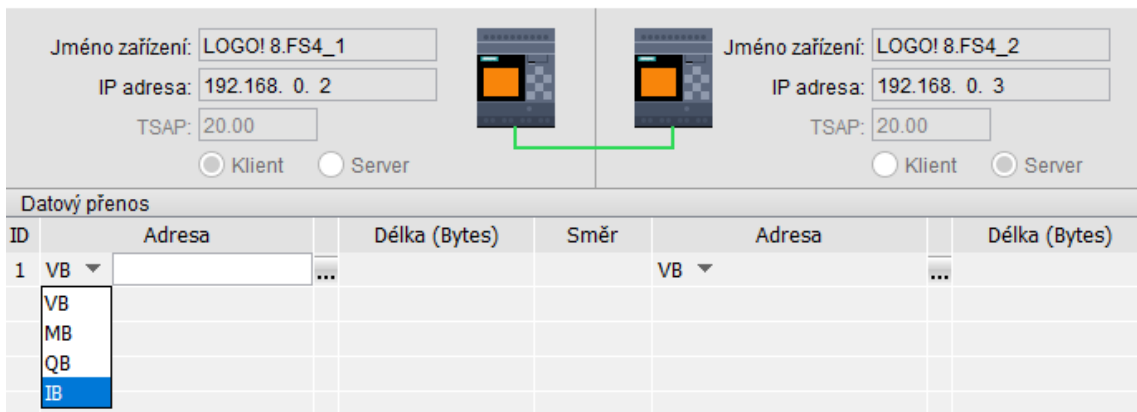 Jméno zařízení: LOGO! 8.FS4_1
IP adresa: 192.168. 0. 2
TSAP: 20.00
Klient Server
Jméno zařízení: LOGO! 8.FS4_2
IP adresa: 192.168. 0. 3
TSAP: 20.00
Klient Server
Datový přenos
ID Adresa Délka (Bytes) Směr Adresa Délka (Bytes)
1 VB ... VB ...
VB
MB
QB
IB